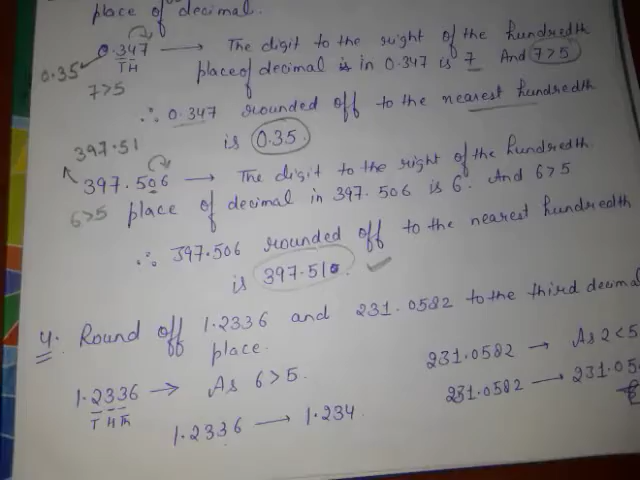 place of decimal.
0.35 0.347 → The digit to the right of the hundredth
T H
7>5 place of decimal is in 0.347 is 7 And 7>5
∴ 0.347 rounded off to the nearest hundredth
is 0.35.
397.51
397.506 → The digit to the right of the hundredth
6>5 place of decimal in 397.506 is 6. And 6>5
∴ 397.506 rounded off to the nearest hundredth
is 397.510. ✓
4. Round off 1.2336 and 231.0582 to the third decimal
place.
1.2336 → As 6>5.
T H Th
1.2336 → 1.234.
231.0582 → As 2<5
231.0582 → 231.05